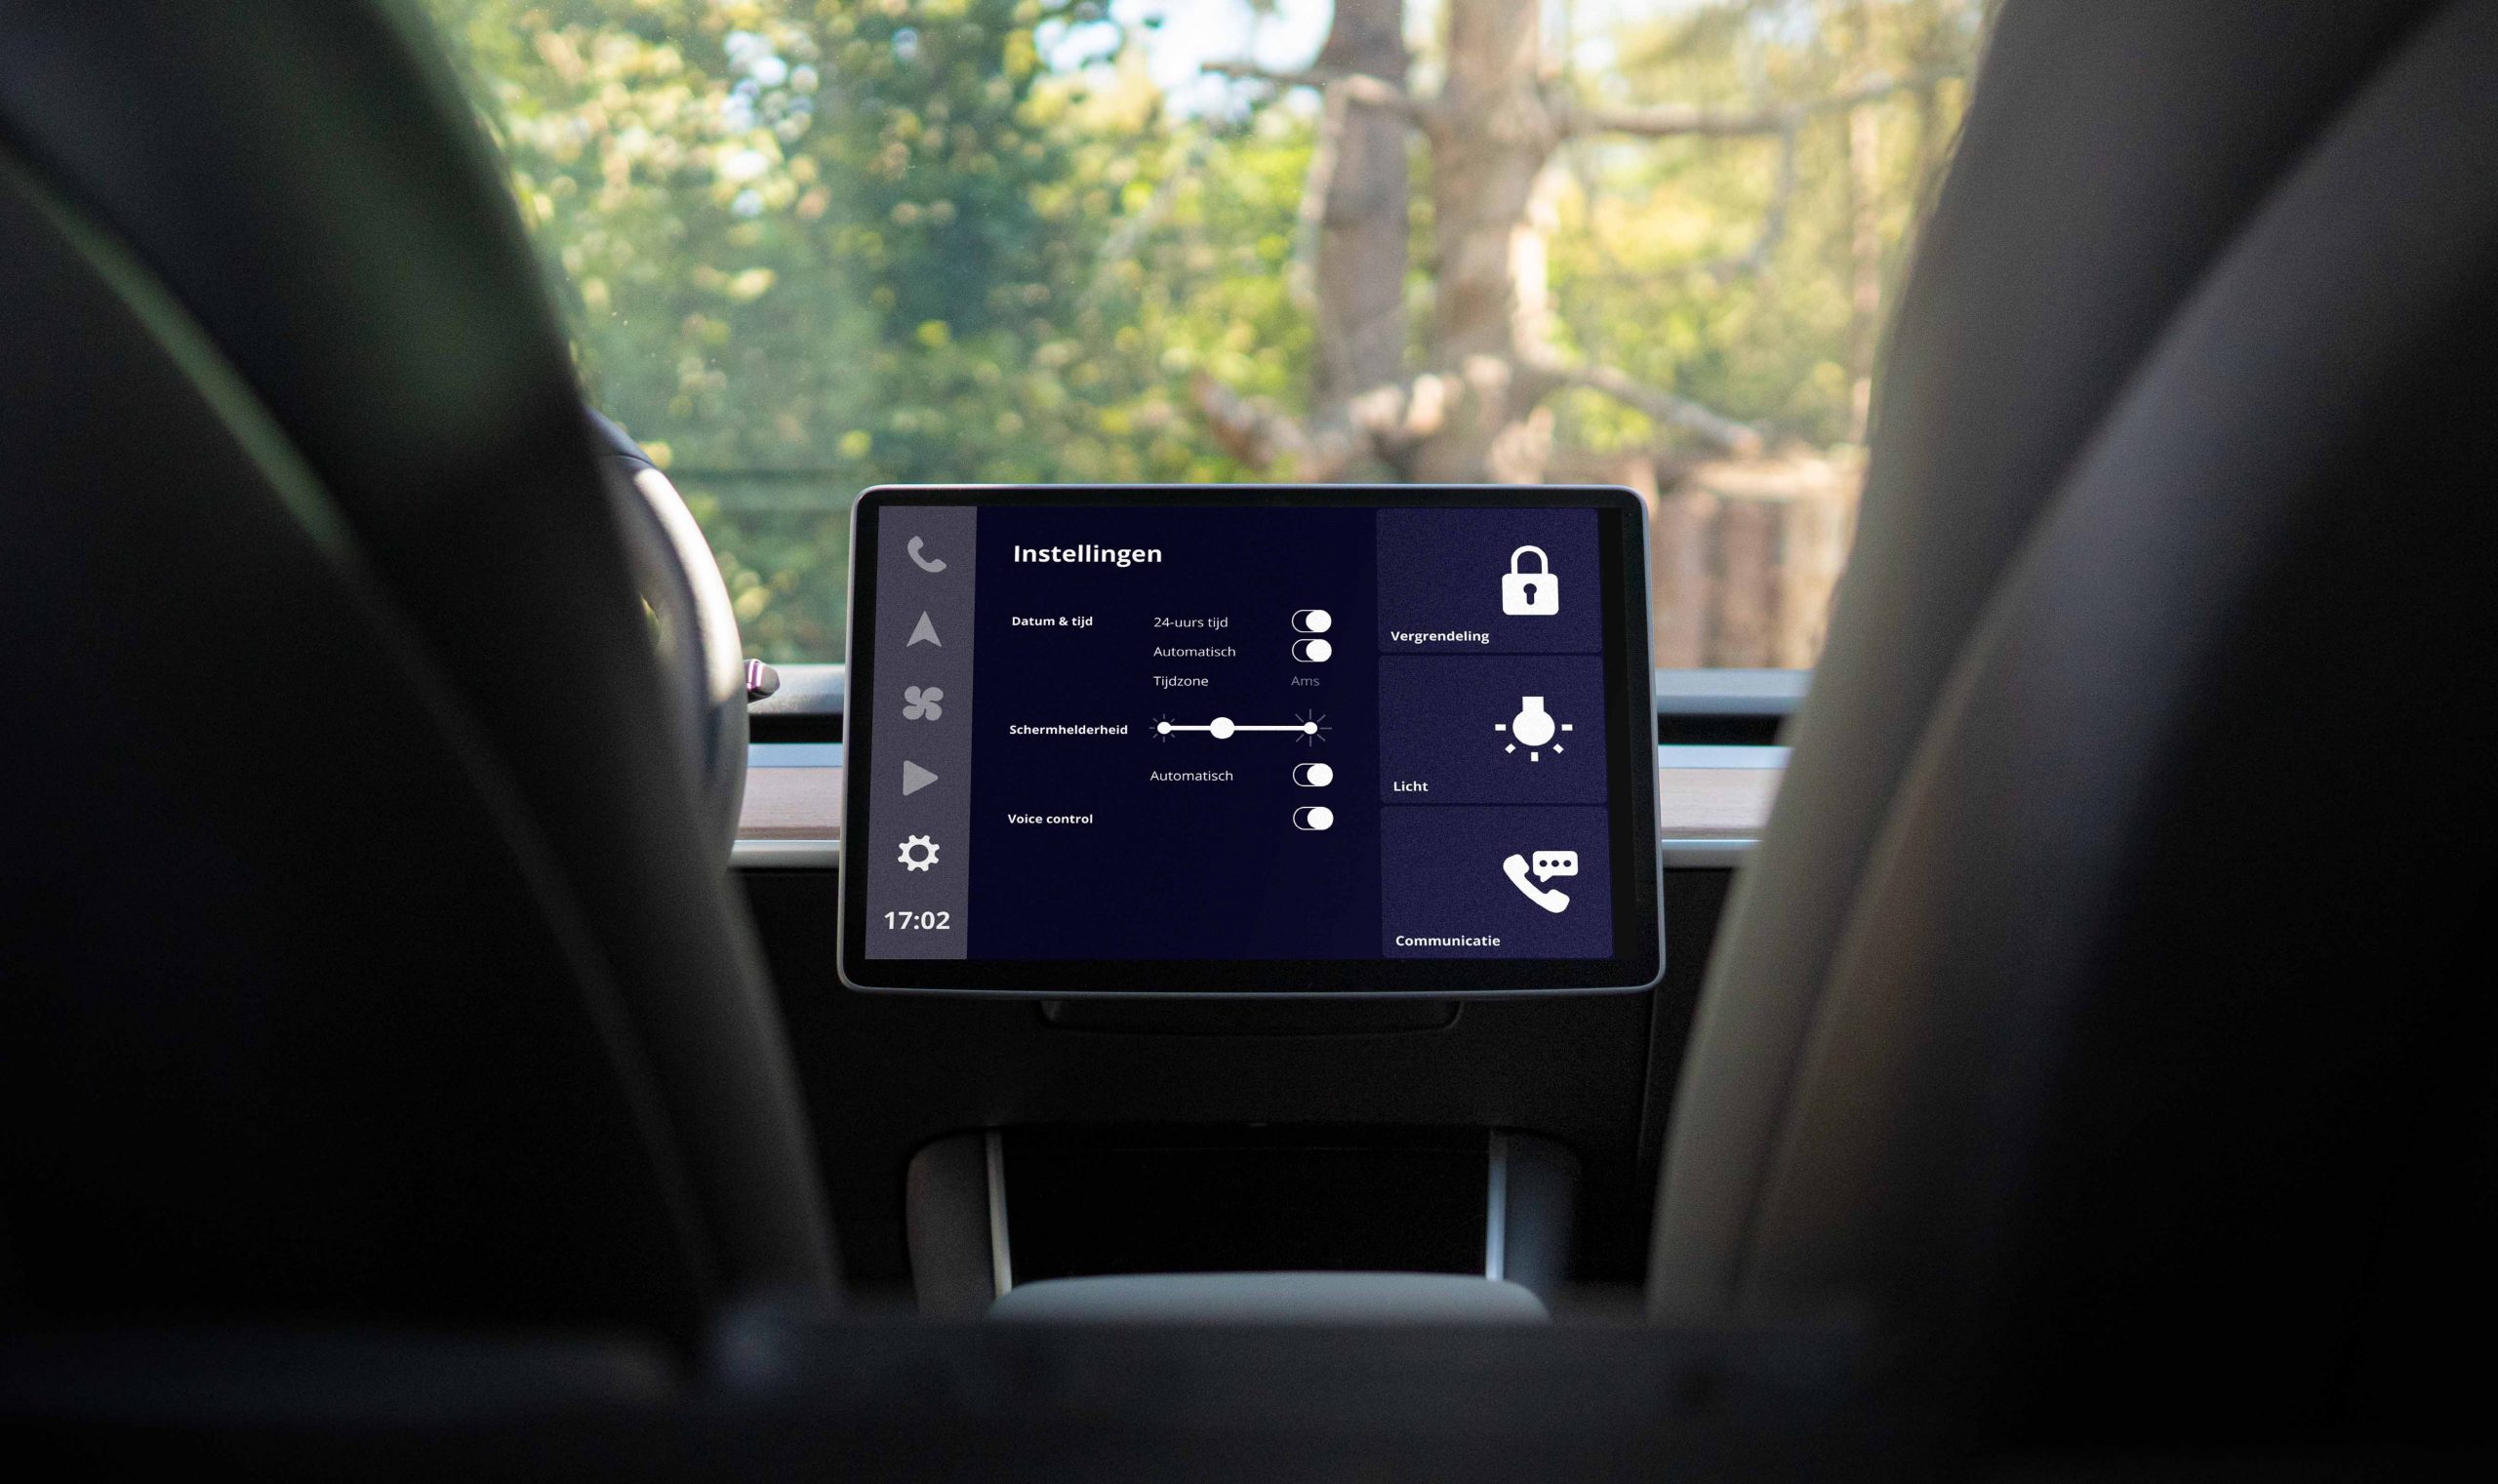 Instellingen
Datum & tijd
24-uurs tijd
Automatisch
Tijdzone Ams
Schermhelderheid
Automatisch
Voice control
17:02
Vergrendeling
Licht
Communicatie